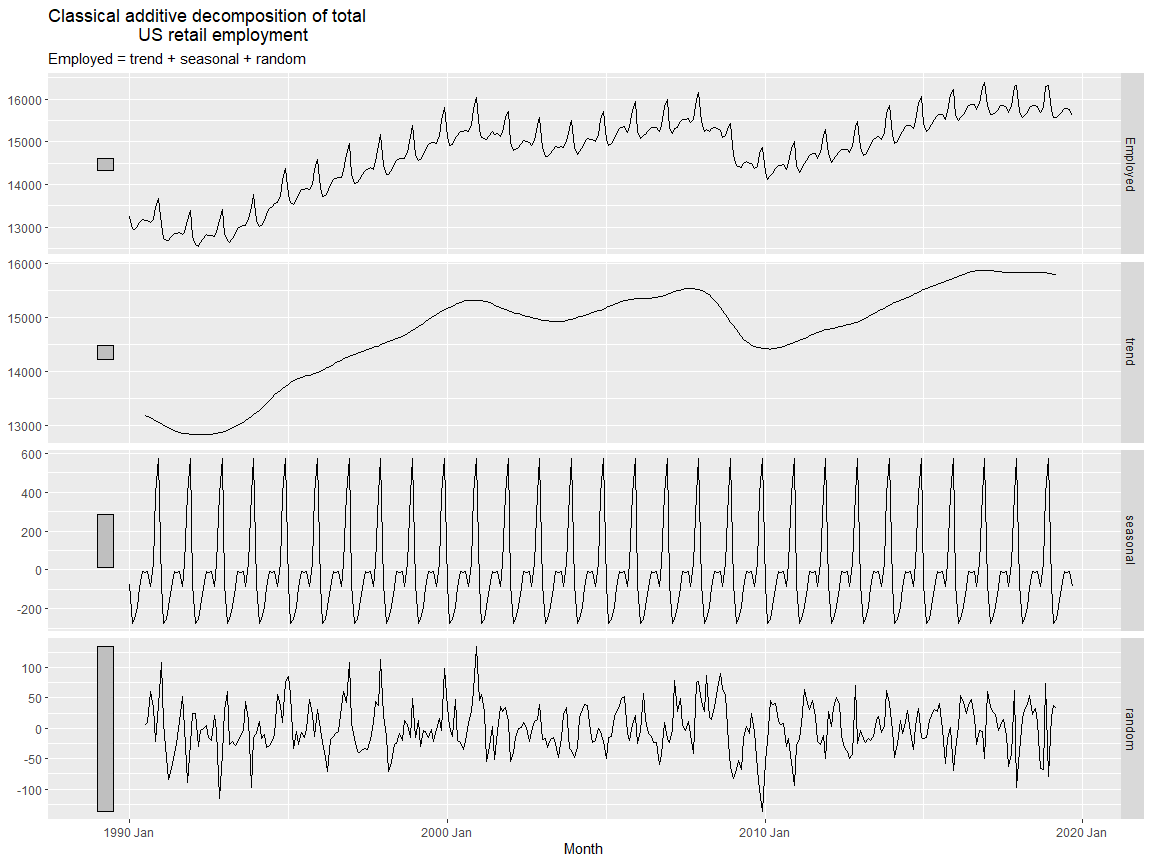 Classical additive decomposition of total
US retail employment
Employed = trend + seasonal + random
16000
15000
14000
13000
Employed
16000
15000
14000
13000
trend
600
400
200
0
-200
seasonal
100
50
0
-50
-100
random
1990 Jan
2000 Jan
2010 Jan
2020 Jan
Month